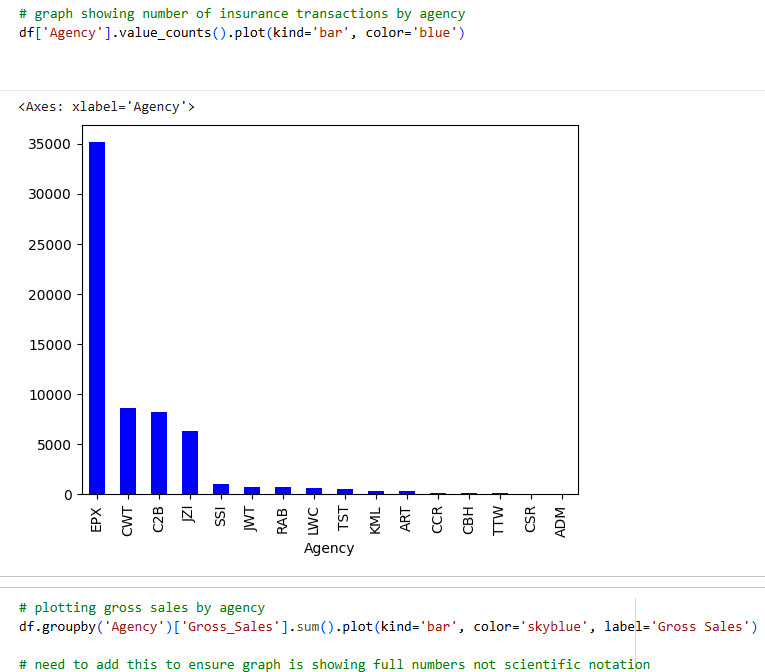 # graph showing number of insurance transactions by agency
df['Agency'].value_counts().plot(kind='bar', color='blue')
<Axes: xlabel='Agency'>
35000
30000
25000
20000
15000
10000
5000
0
EPX CWT C2B JZI SSI JWT RAB LWC TST KML ART CCR CBH TTW CSR ADM
Agency
# plotting gross sales by agency
df.groupby('Agency')['Gross_Sales'].sum().plot(kind='bar', color='skyblue', label='Gross Sales')
# need to add this to ensure graph is showing full numbers not scientific notation